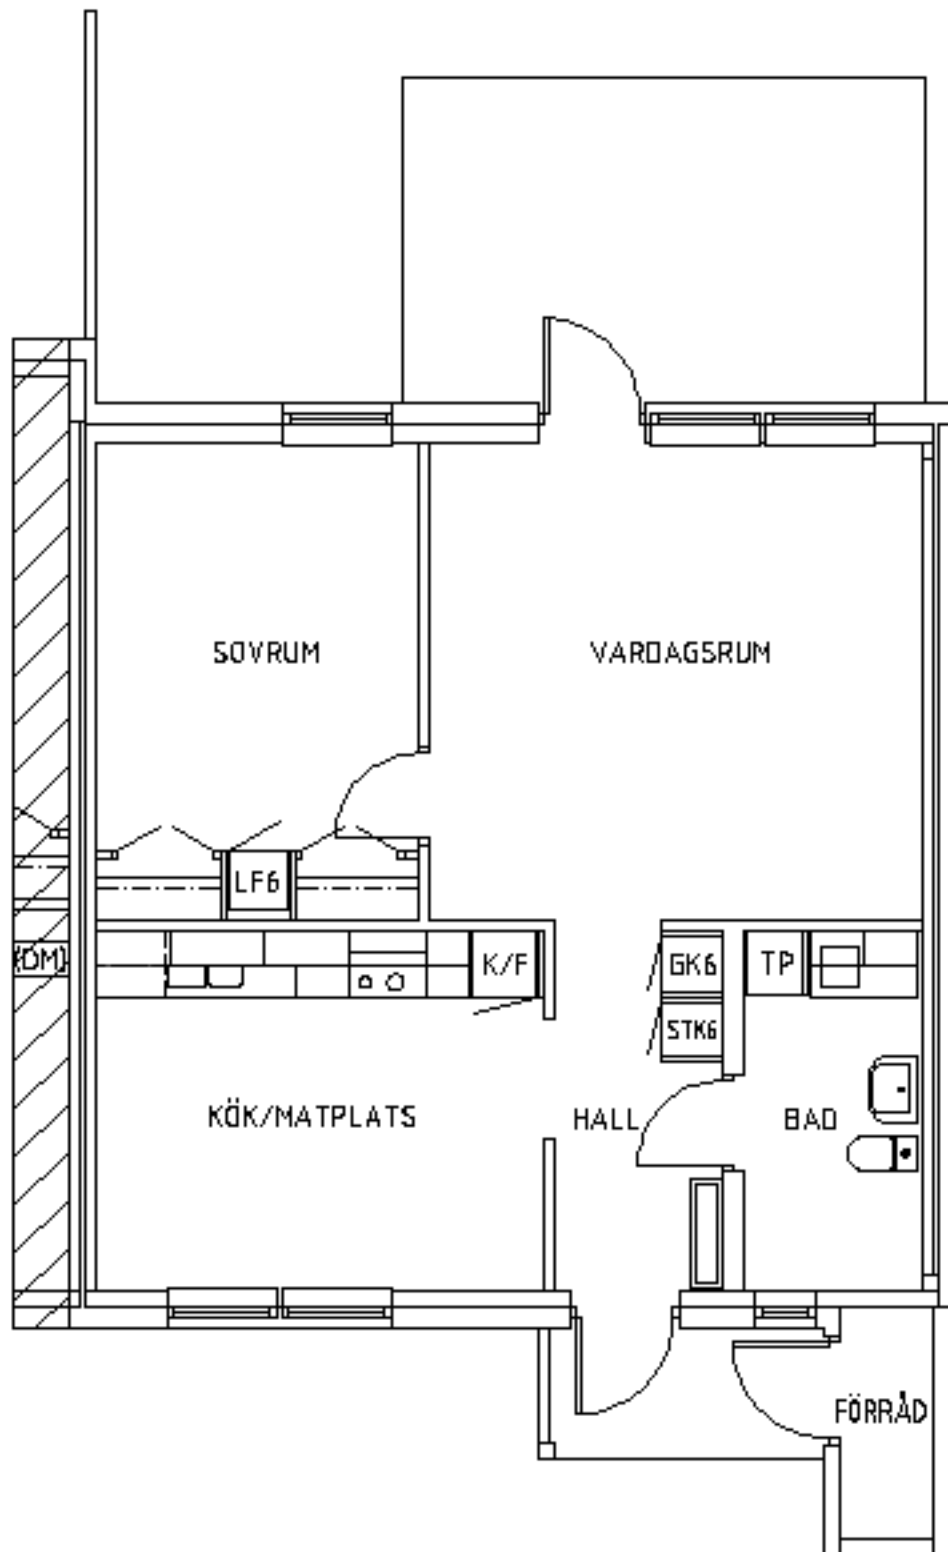 SOVRUM
VARDAGSRUM
LF6
(DM)
K/F
GK6
TP
STK6
KÖK/MATPLATS
HALL
BAD
FÖRRÅD